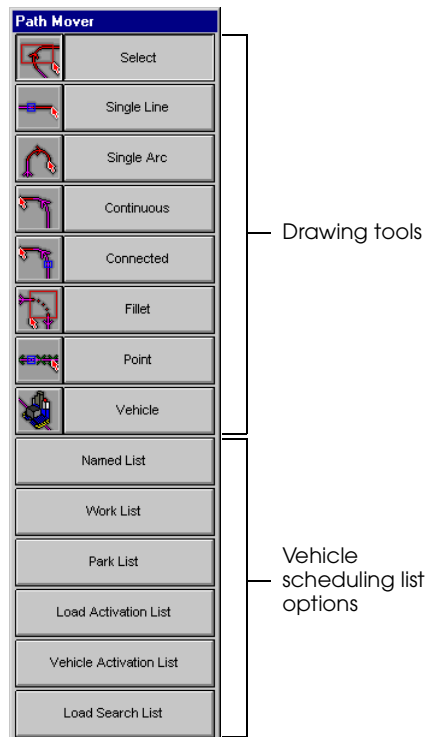 Path Mover
Select
Single Line
Single Arc
Continuous
Connected
Fillet
Point
Vehicle
Drawing tools
Named List
Work List
Park List
Load Activation List
Vehicle Activation List
Load Search List
Vehicle
scheduling list
options